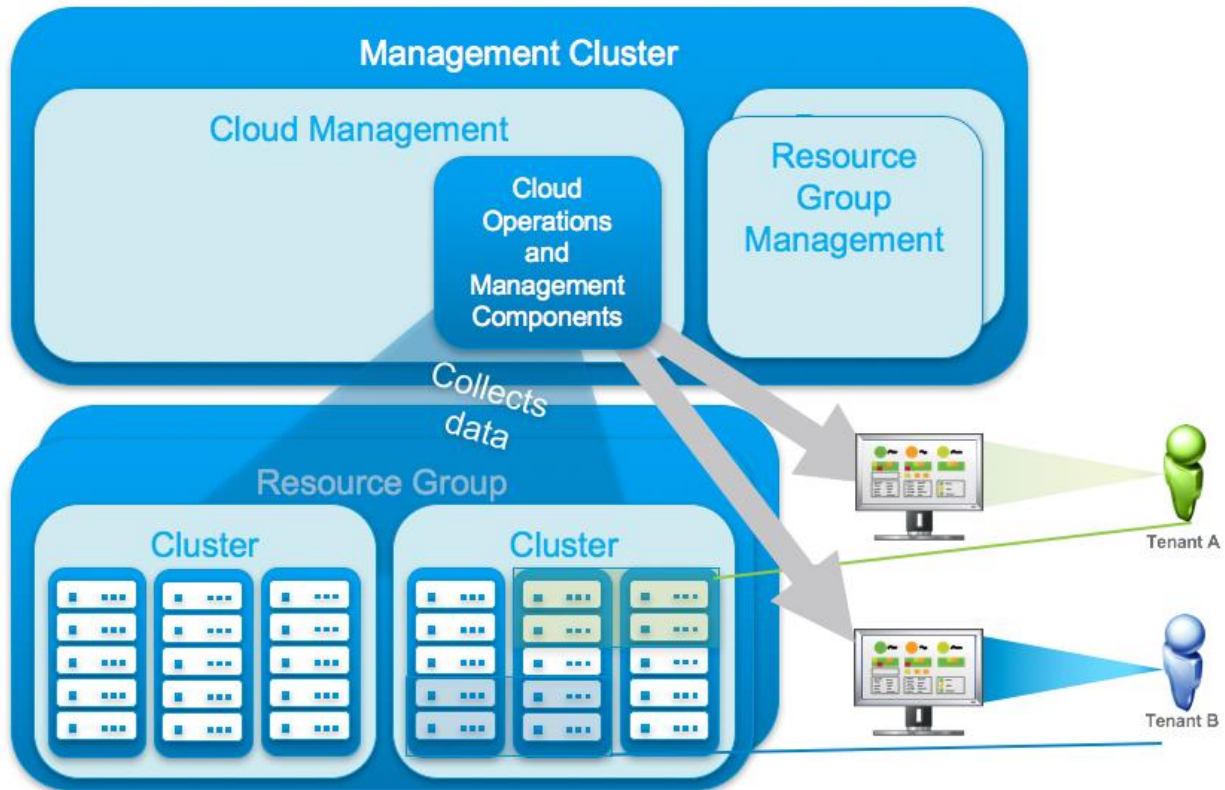 Management Cluster
Cloud Management
Cloud
Operations
and
Management
Components
Resource
Group
Management
Collects
data
Resource Group
Cluster
Cluster
Tenant A
Tenant B